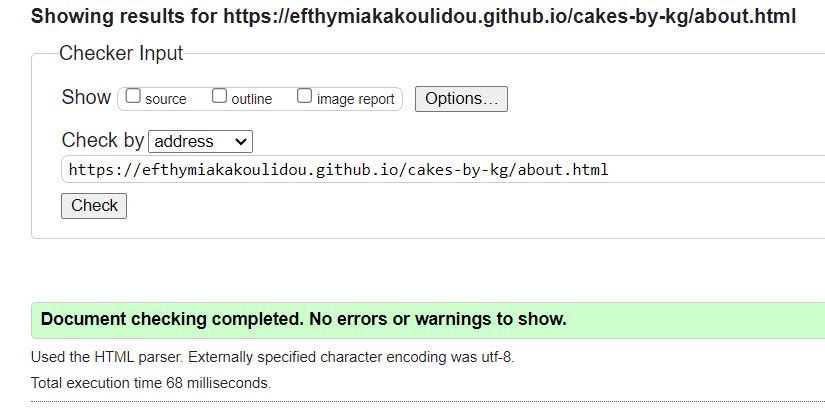 Showing results for https://efthymiakakoulidou.github.io/cakes-by-kg/about.html
Checker Input
Show source outline image report Options...
Check by address
https://efthymiakakoulidou.github.io/cakes-by-kg/about.html
Check
Document checking completed. No errors or warnings to show.
Used the HTML parser. Externally specified character encoding was utf-8.
Total execution time 68 milliseconds.